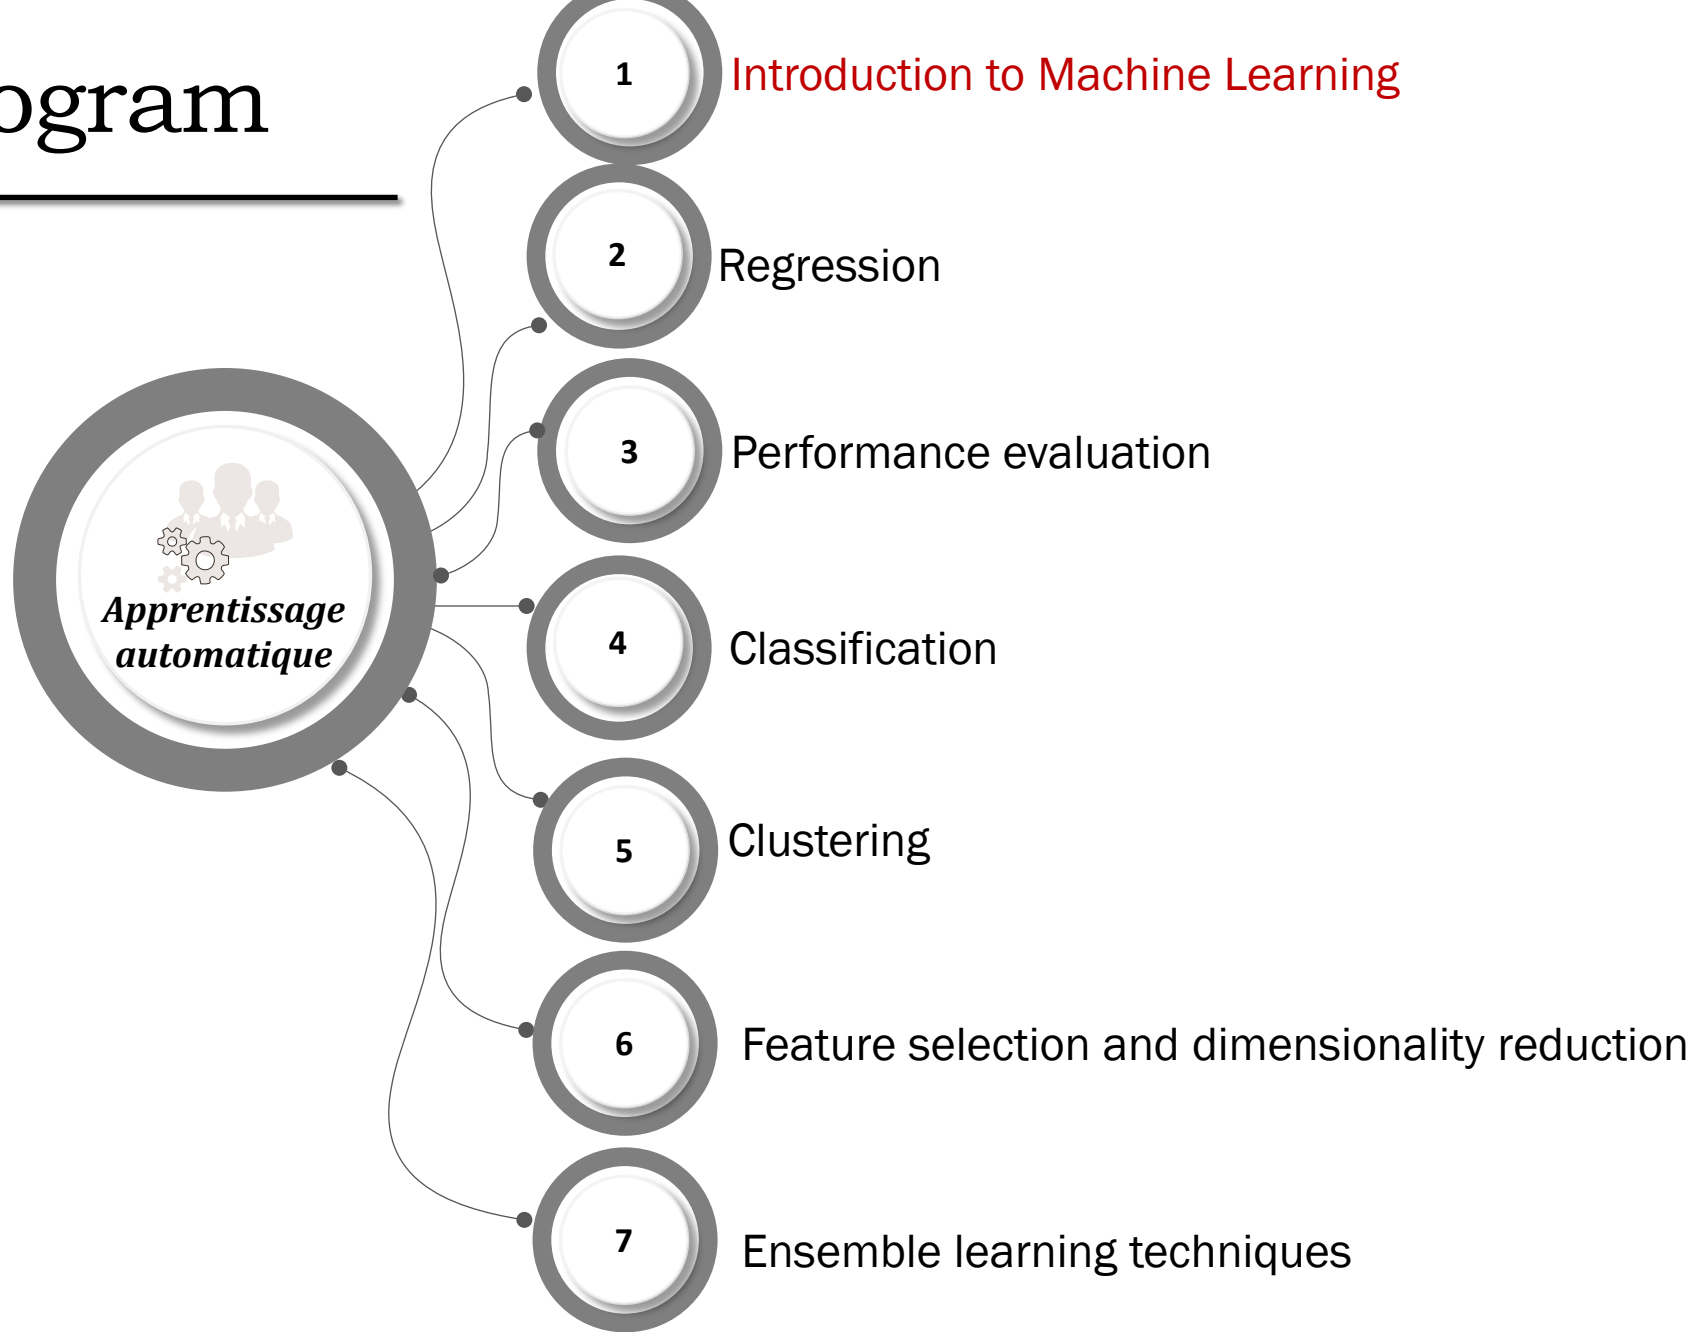 ogram
1 Introduction to Machine Learning
2 Regression
3 Performance evaluation
Apprentissage
automatique
4 Classification
5 Clustering
6 Feature selection and dimensionality reduction
7 Ensemble learning techniques